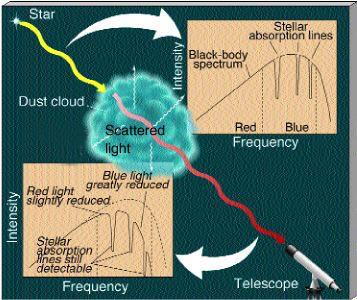 Star
Stellar
absorption lines
Black-body
spectrum
Intensity
Red
Blue
Frequency
Dust cloud
Scattered
light
Blue light
greatly reduced
Red light
slightly reduced
Intensity
Stellar
absorption
lines still
detectable
Frequency
Telescope